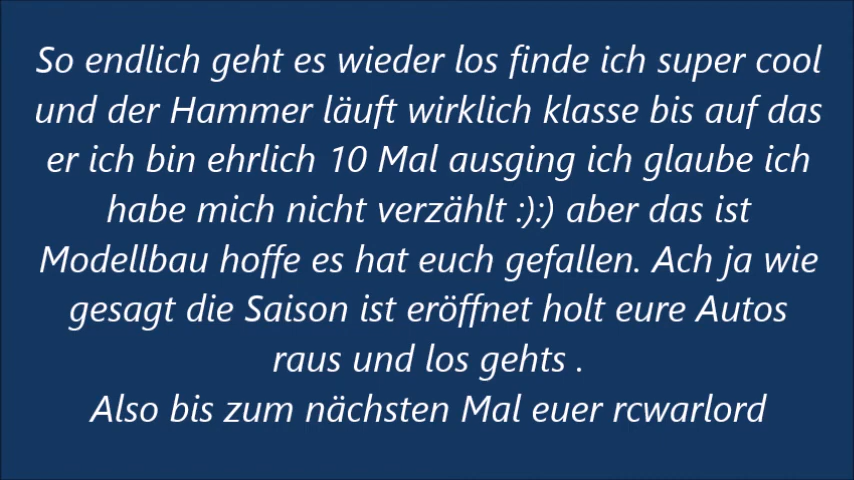 So endlich geht es wieder los finde ich super cool
und der Hammer läuft wirklich klasse bis auf das
er ich bin ehrlich 10 Mal ausging ich glaube ich
habe mich nicht verzählt :):) aber das ist
Modellbau hoffe es hat euch gefallen. Ach ja wie
gesagt die Saison ist eröffnet holt eure Autos
raus und los gehts .
Also bis zum nächsten Mal euer rcwarlord